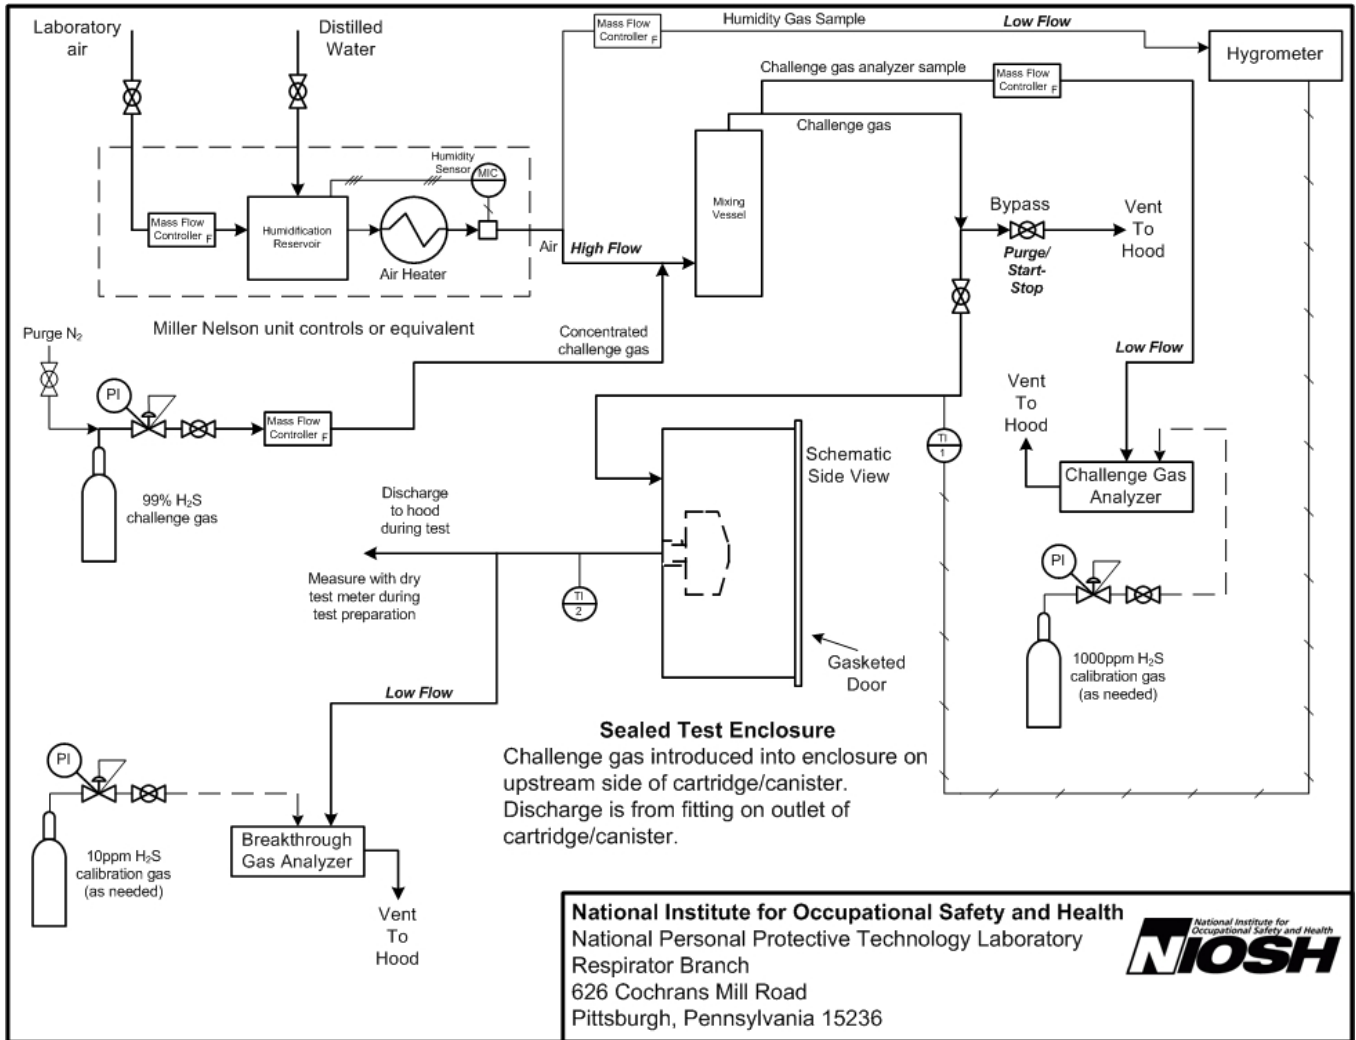 Laboratory
air
Distilled
Water
Mass Flow
Controller F
Humidity Gas Sample
Low Flow
Hygrometer
Challenge gas analyzer sample
Mass Flow
Controller F
Challenge gas
Humidity
Sensor
MIC
Mass Flow
Controller F
Humidification
Reservoir
Air Heater
Air
High Flow
Mixing
Vessel
Bypass
Purge/
Start-
Stop
Vent
To
Hood
Miller Nelson unit controls or equivalent
Purge N₂
PI
Mass Flow
Controller F
Concentrated
challenge gas
99% H₂S
challenge gas
Low Flow
Vent
To
Hood
TI
1
Challenge Gas
Analyzer
Schematic
Side View
Discharge
to hood
during test
Measure with dry
test meter during
test preparation
TI
2
PI
1000ppm H₂S
calibration gas
(as needed)
Gasketed
Door
Low Flow
Sealed Test Enclosure
Challenge gas introduced into enclosure on
upstream side of cartridge/canister.
Discharge is from fitting on outlet of
cartridge/canister.
PI
10ppm H₂S
calibration gas
(as needed)
Breakthrough
Gas Analyzer
Vent
To
Hood
National Institute for Occupational Safety and Health
National Personal Protective Technology Laboratory
Respirator Branch
626 Cochrans Mill Road
Pittsburgh, Pennsylvania 15236
National Institute for
Occupational Safety and Health
NIOSH